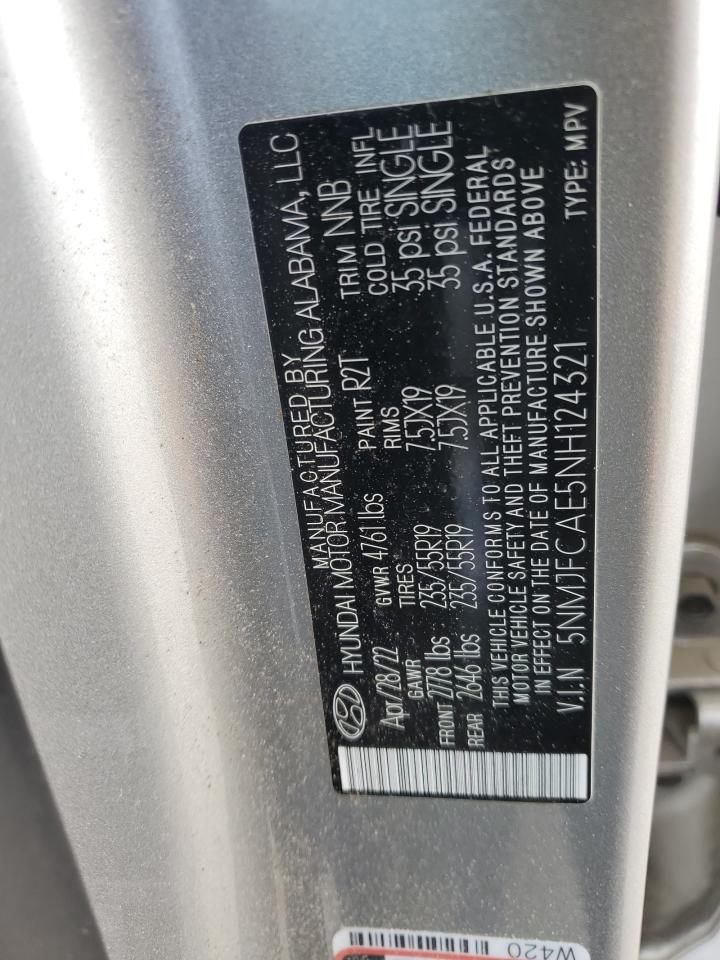 MANUFACTURED BY
HYUNDAI MOTOR MANUFACTURING ALABAMA, LLC
Apr/28/22 GVWR 4761 lbs PAINT R2T TRIM NNB
GAWR TIRES RIMS COLD TIRE INFL
FRONT 2778 lbs 235/55R19 7.5JX19 35 psi SINGLE
REAR 2646 lbs 235/55R19 7.5JX19 35 psi SINGLE
THIS VEHICLE CONFORMS TO ALL APPLICABLE U.S.A. FEDERAL
MOTOR VEHICLE SAFETY AND THEFT PREVENTION STANDARDS
IN EFFECT ON THE DATE OF MANUFACTURE SHOWN ABOVE
V.I.N 5NMJFCAE5NH124321 TYPE: MPV
W420